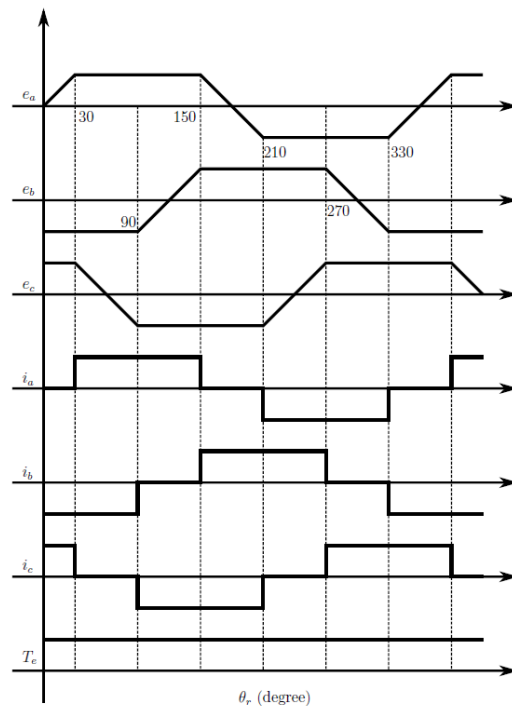 e_a
30
150
210
330
e_b
90
270
e_c
i_a
i_b
i_c
T_e
θ_r (degree)